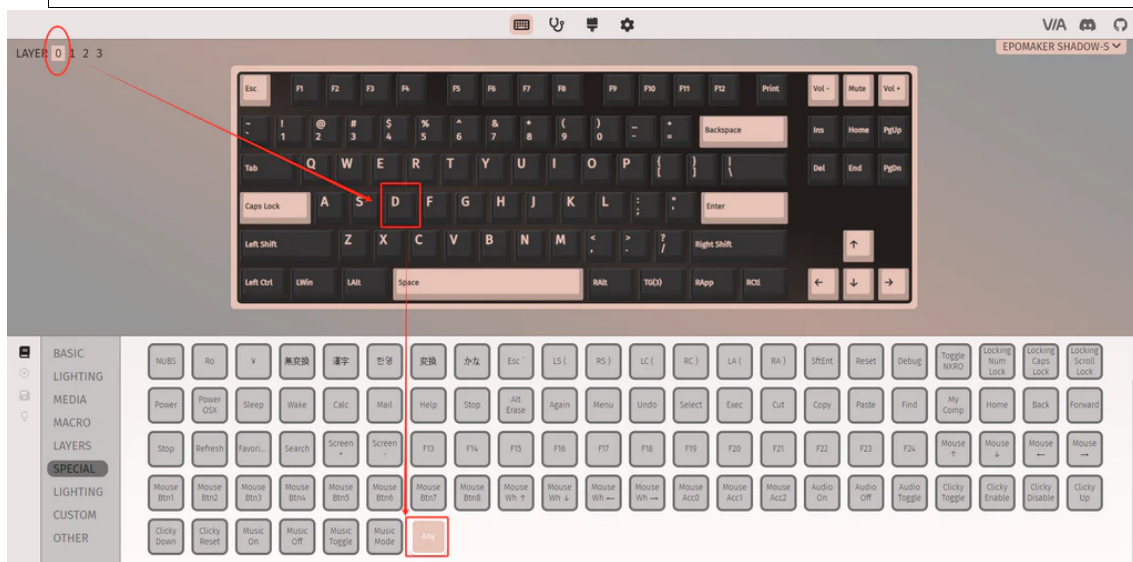 VIA
LAYER 0 1 2 3
EPOMAKER SHADOW-S
Esc F1 F2 F3 F4 F5 F6 F7 F8 F9 F10 F11 F12 Print Vol - Mute Vol +
~ ! @ # $ % ^ & * ( ) _ + Backspace Ins Home PgUp
` 1 2 3 4 5 6 7 8 9 0 - =
Tab Q W E R T Y U I O P { } | Del End PgDn
[ ] \
Caps Lock A S D F G H J K L : " Enter
; '
Left Shift Z X C V B N M < > ? Right Shift ↑
, . /
Left Ctrl LWin LAlt Space RAlt TG(3) RApp RCtl ← ↓ →
BASIC
LIGHTING
MEDIA
MACRO
LAYERS
SPECIAL
LIGHTING
CUSTOM
OTHER
NUBS Ro ¥ 無変換 漢字 한영 変換 かな Esc ` LS ( RS ) LC ( RC ) LA ( RA ) SftEnt Reset Debug Toggle NKRO Locking Num Lock Locking Caps Lock Locking Scroll Lock
Power Power OSX Sleep Wake Calc Mail Help Stop Alt Erase Again Menu Undo Select Exec Cut Copy Paste Find My Comp Home Back Forward
Stop Refresh Favori... Search Screen + Screen - F13 F14 F15 F16 F17 F18 F19 F20 F21 F22 F23 F24 Mouse ↑ Mouse ↓ Mouse ← Mouse →
Mouse Btn1 Mouse Btn2 Mouse Btn3 Mouse Btn4 Mouse Btn5 Mouse Btn6 Mouse Btn7 Mouse Btn8 Mouse Wh ↑ Mouse Wh ↓ Mouse Wh ← Mouse Wh → Mouse Acc0 Mouse Acc1 Mouse Acc2 Audio On Audio Off Audio Toggle Clicky Toggle Clicky Enable Clicky Disable Clicky Up
Clicky Down Clicky Reset Music On Music Off Music Toggle Music Mode Any